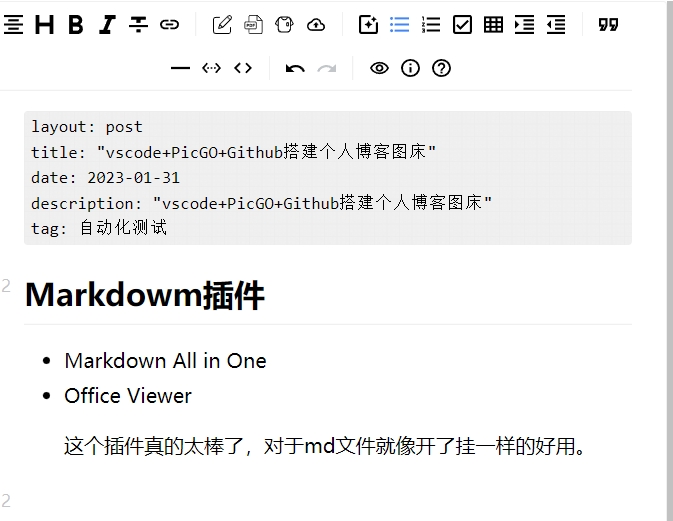 layout: post
title: "vscode+PicGO+Github搭建个人博客图床"
date: 2023-01-31
description: "vscode+PicGO+Github搭建个人博客图床"
tag: 自动化测试
2
Markdowm插件
Markdown All in One
Office Viewer
这个插件真的太棒了，对于md文件就像开了挂一样的好用。
2